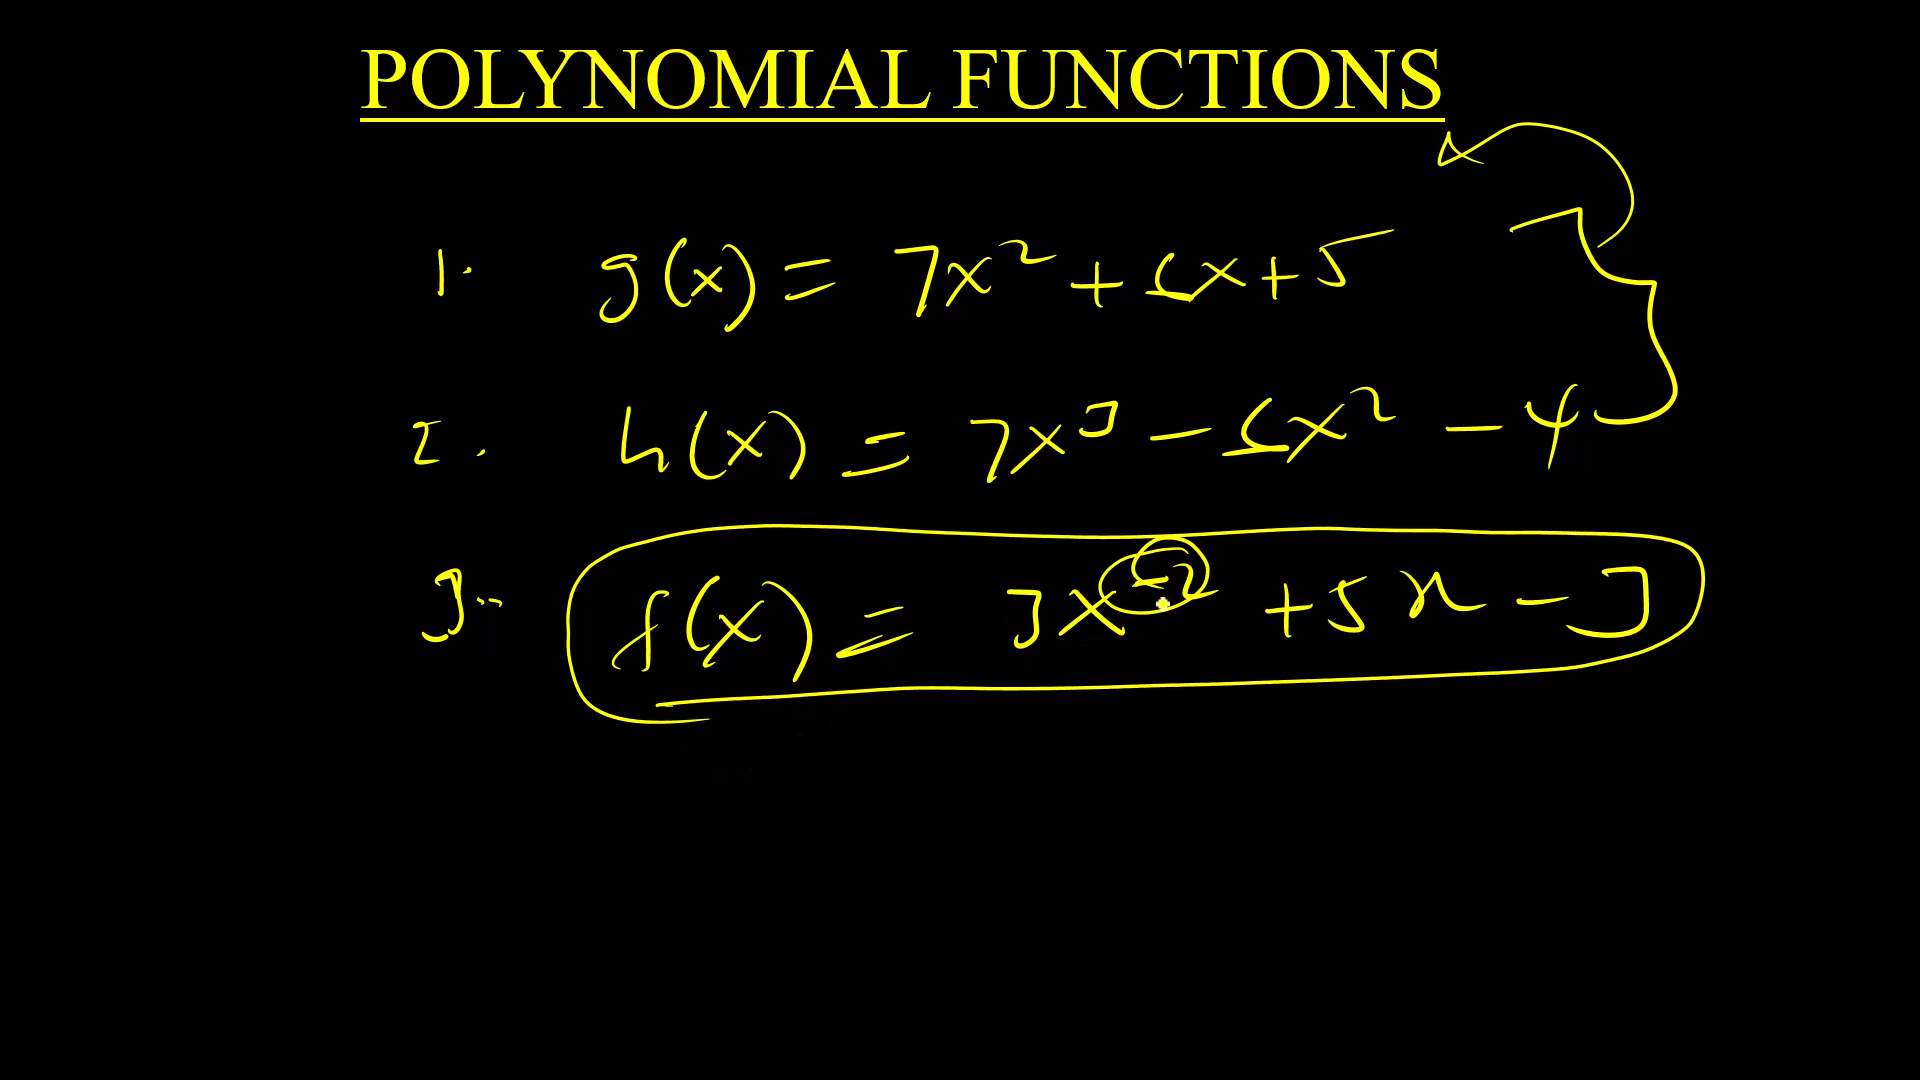 POLYNOMIAL FUNCTIONS
1. g(x) = 7x² + 6x + 5
2. h(x) = 7x³ - 6x² - 4
3. f(x) = 3x⁻² + 5x - 3